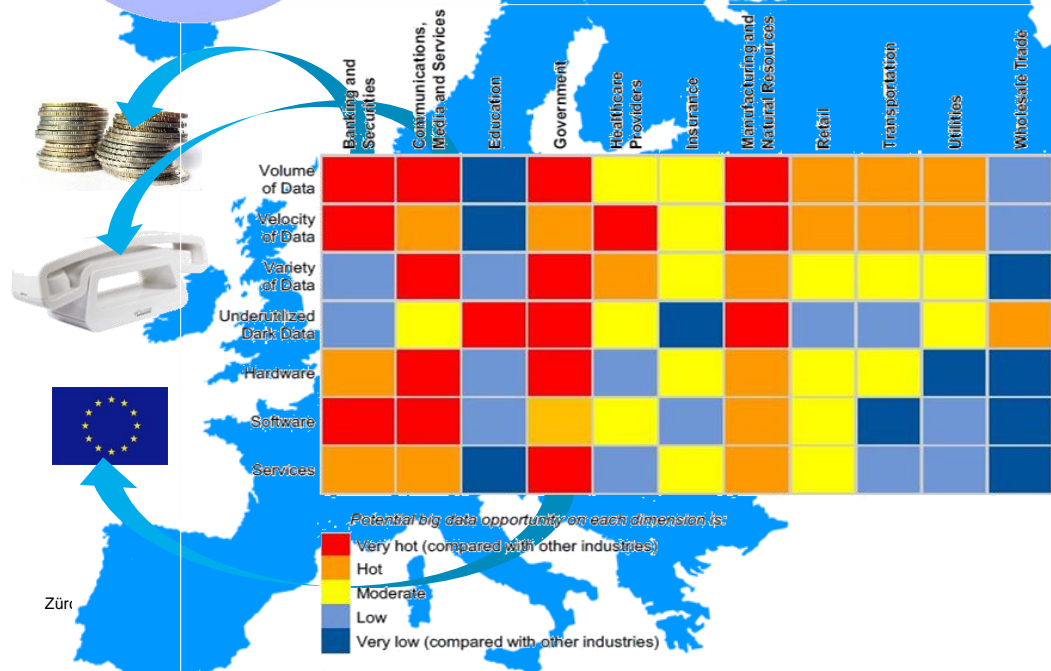 Banking and
Securities
Communications,
Media and Services
Education
Government
Healthcare
Providers
Insurance
Manufacturing and
Natural Resources
Retail
Transportation
Utilities
Wholesale Trade
Volume
of Data
Velocity
of Data
Variety
of Data
Underutilized
Dark Data
Hardware
Software
Services
Potential big data opportunity on each dimension is:
Very hot (compared with other industries)
Hot
Moderate
Low
Very low (compared with other industries)